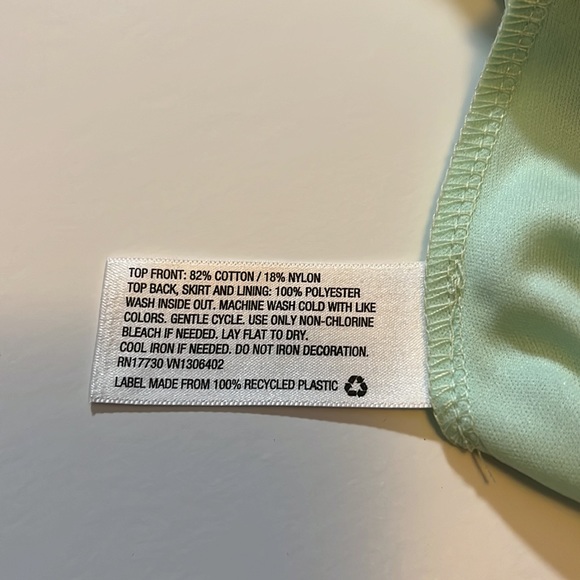 TOP FRONT: 82% COTTON / 18% NYLON
TOP BACK, SKIRT AND LINING: 100% POLYESTER
WASH INSIDE OUT. MACHINE WASH COLD WITH LIKE
COLORS. GENTLE CYCLE. USE ONLY NON-CHLORINE
BLEACH IF NEEDED. LAY FLAT TO DRY.
COOL IRON IF NEEDED. DO NOT IRON DECORATION.
RN17730 VN1306402
LABEL MADE FROM 100% RECYCLED PLASTIC